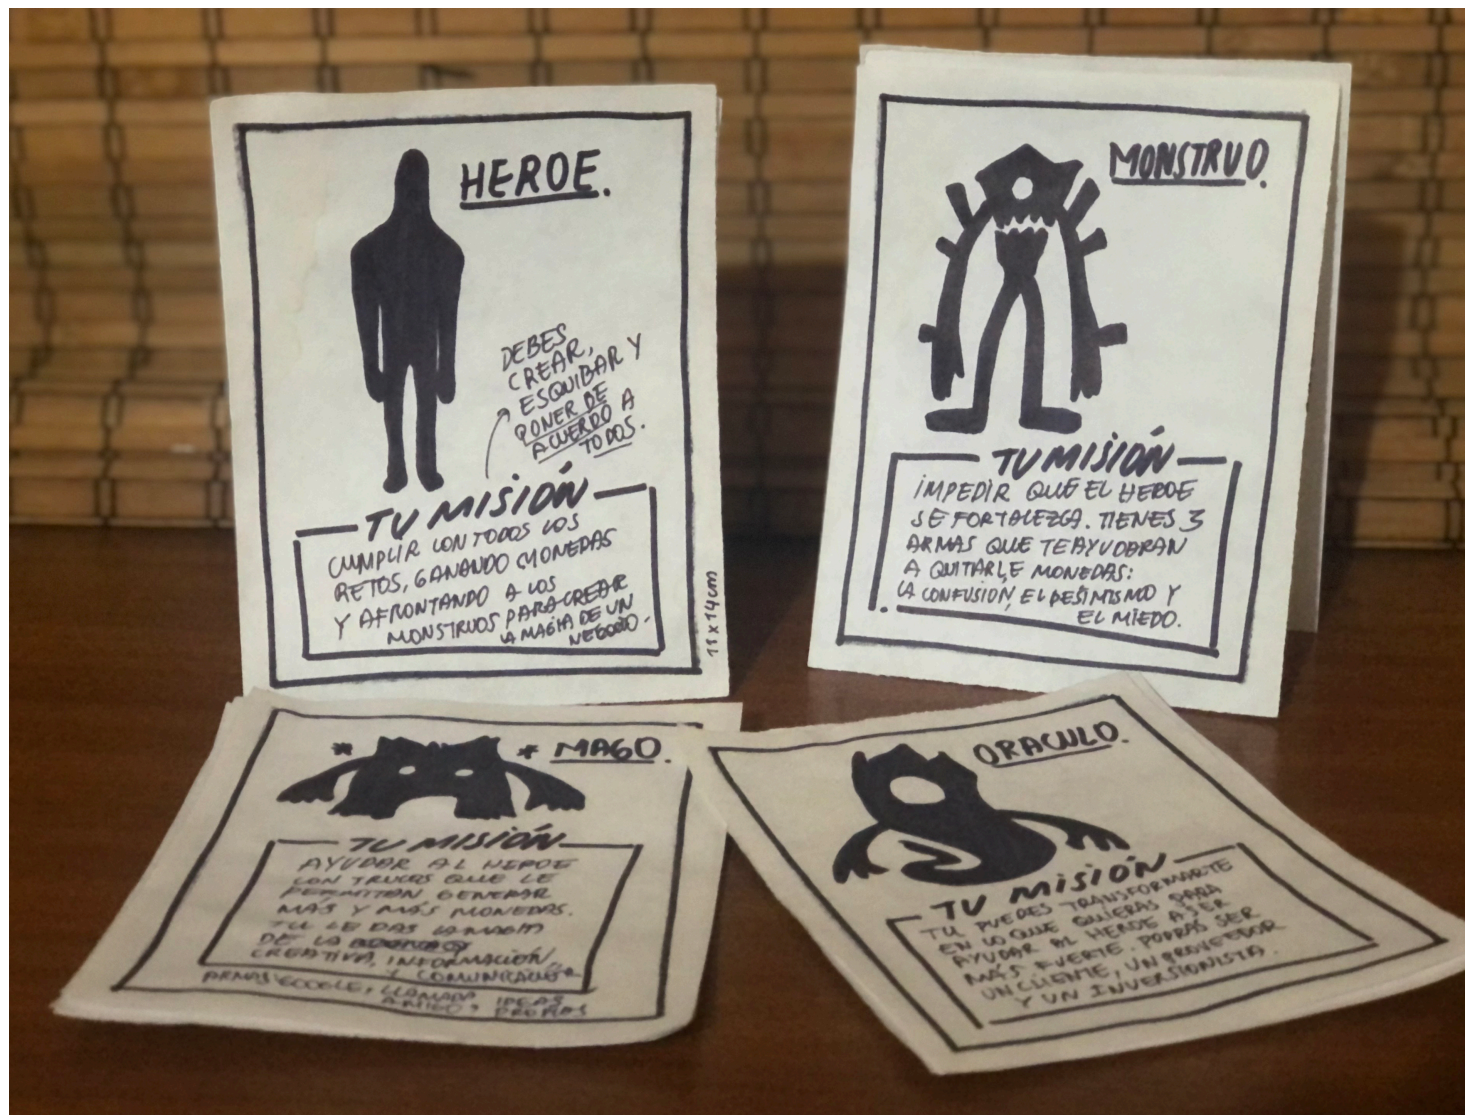 HEROE.
DEBES
CREAR,
ESQUIBAR Y
PONER DE
ACUERDO A
TODOS.
TU MISIÓN
CUMPLIR CON TODOS LOS
RETOS, GANANDO MONEDAS
Y AFRONTANDO A LOS
MONSTRUOS PARA CREAR
LA MAGIA DE UN
NEGOCIO.
11 x 14 cm
MONSTRUO.
TU MISIÓN
IMPEDIR QUE EL HEROE
SE FORTALEZCA. TIENES 3
ARMAS QUE TE AYUDARAN
A QUITARLE MONEDAS:
LA CONFUSIÓN, EL PESIMISMO Y
EL MIEDO.
MAGO.
TU MISIÓN
AYUDAR AL HEROE
CON TRUCOS QUE LE
PERMITAN GENERAR
MAS Y MÁS MONEDAS.
TU LE DAS LA MAGIA
DE LA
CREATIVA, INFORMACIÓN,
Y COMUNICACIÓN
ARMAS: GOOGLE, LLAMADA IDEAS
AMIGO, PROPIAS
ORACULO.
TU MISIÓN
TU PUEDES TRANSFORMARTE
EN LO QUE QUIERAS PARA
AYUDAR AL HEROE A SER
MÁS FUERTE. PODRÁS SER
UN CLIENTE, UN PROVEEDOR
Y UN INVERSIONISTA.